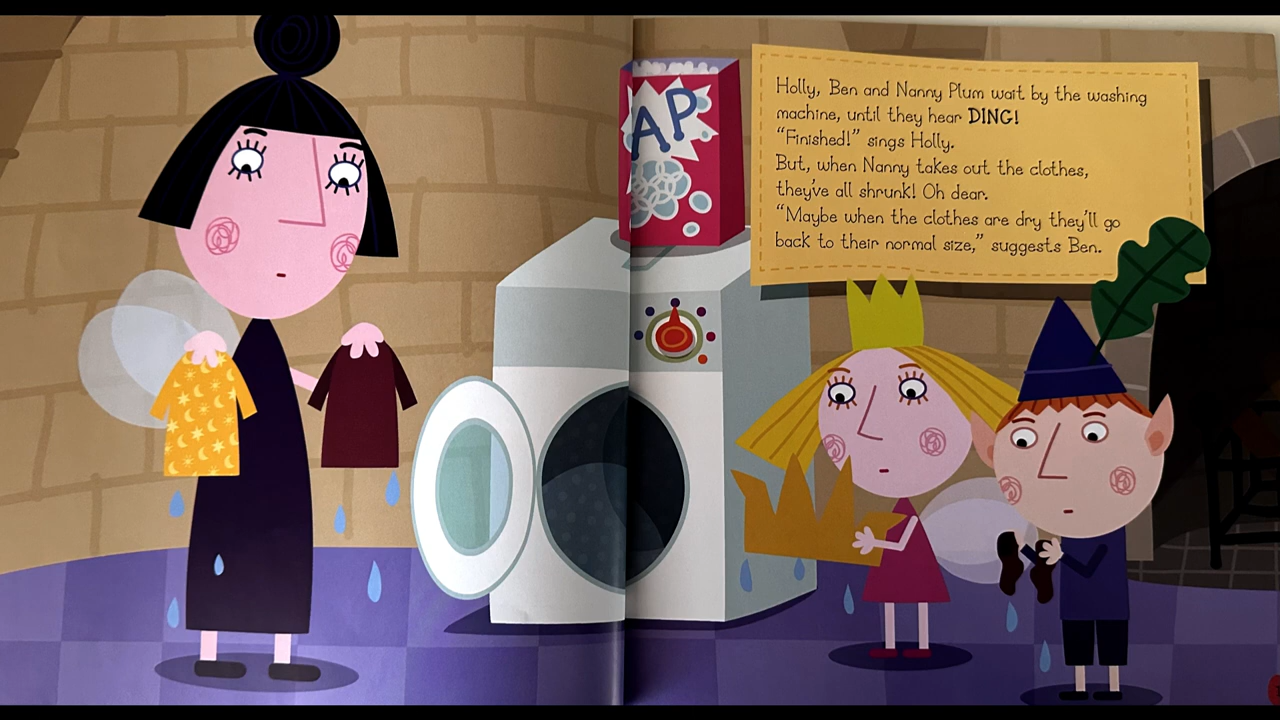 AP
Holly, Ben and Nanny Plum wait by the washing
machine, until they hear DING!
“Finished!” sings Holly.
But, when Nanny takes out the clothes,
they've all shrunk! Oh dear.
“Maybe when the clothes are dry they'll go
back to their normal size,” suggests Ben.